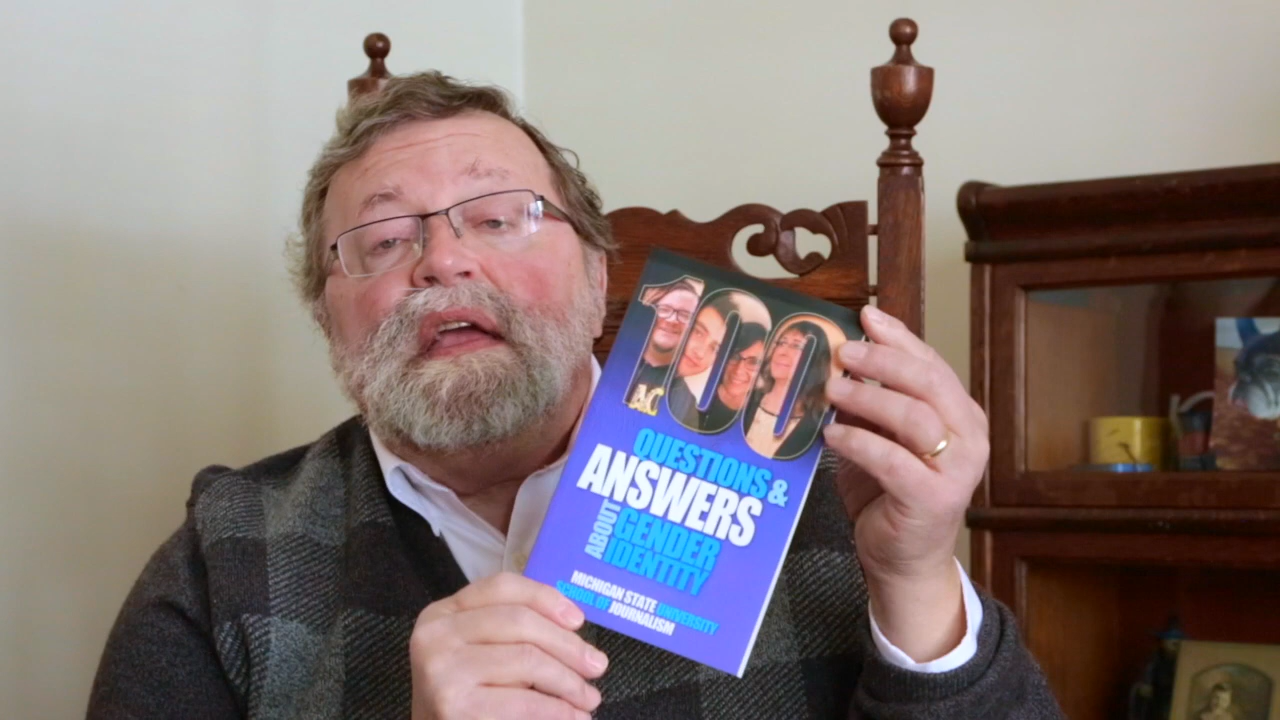 100
QUESTIONS &
ANSWERS
ABOUT GENDER
IDENTITY
MICHIGAN STATE UNIVERSITY
SCHOOL OF JOURNALISM